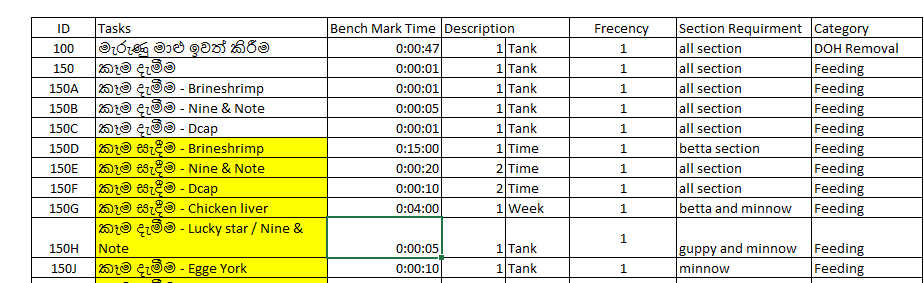 ID Tasks Bench Mark Time Description Frecency Section Requirment Category
100 මැරුණු මාළු ඉවත් කිරීම 0:00:47 1 Tank 1 all section DOH Removal
150 කෑම දැමීම 0:00:01 1 Tank 1 all section Feeding
150A කෑම දැමීම - Brineshrimp 0:00:01 1 Tank 1 all section Feeding
150B කෑම දැමීම - Nine & Note 0:00:05 1 Tank 1 all section Feeding
150C කෑම දැමීම - Dcap 0:00:01 1 Tank 1 all section Feeding
150D කෑම සෑදීම - Brineshrimp 0:15:00 1 Time 1 betta section Feeding
150E කෑම සෑදීම - Nine & Note 0:00:20 2 Time 1 all section Feeding
150F කෑම සෑදීම - Dcap 0:00:10 2 Time 1 all section Feeding
150G කෑම සෑදීම - Chicken liver 0:04:00 1 Week 1 betta and minnow Feeding
150H කෑම දැමීම - Lucky star / Nine &
Note 0:00:05 1 Tank 1 guppy and minnow Feeding
150J කෑම දැමීම - Egge York 0:00:10 1 Tank 1 minnow Feeding